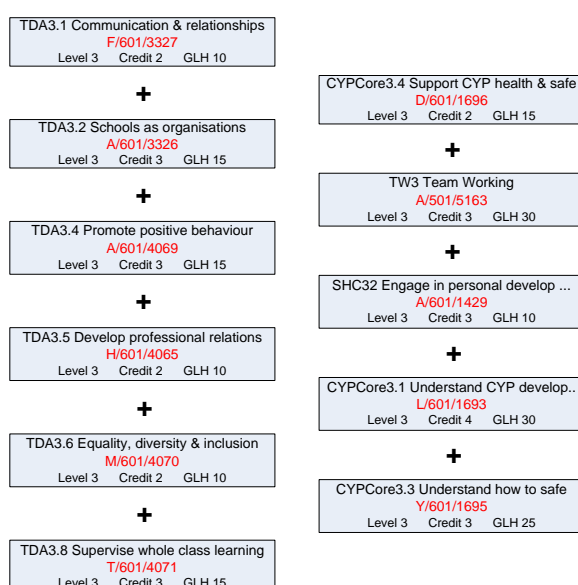 TDA3.1 Communication & relationships
F/601/3327
Level 3 Credit 2 GLH 10
+
TDA3.2 Schools as organisations
A/601/3326
Level 3 Credit 3 GLH 15
+
TDA3.4 Promote positive behaviour
A/601/4069
Level 3 Credit 3 GLH 15
+
TDA3.5 Develop professional relations
H/601/4065
Level 3 Credit 2 GLH 10
+
TDA3.6 Equality, diversity & inclusion
M/601/4070
Level 3 Credit 2 GLH 10
+
TDA3.8 Supervise whole class learning
T/601/4071
Level 3 Credit 3 GLH 15
CYPCore3.4 Support CYP health & safe
D/601/1696
Level 3 Credit 2 GLH 15
+
TW3 Team Working
A/501/5163
Level 3 Credit 3 GLH 30
+
SHC32 Engage in personal develop ...
A/601/1429
Level 3 Credit 3 GLH 10
+
CYPCore3.1 Understand CYP develop..
L/601/1693
Level 3 Credit 4 GLH 30
+
CYPCore3.3 Understand how to safe
Y/601/1695
Level 3 Credit 3 GLH 25